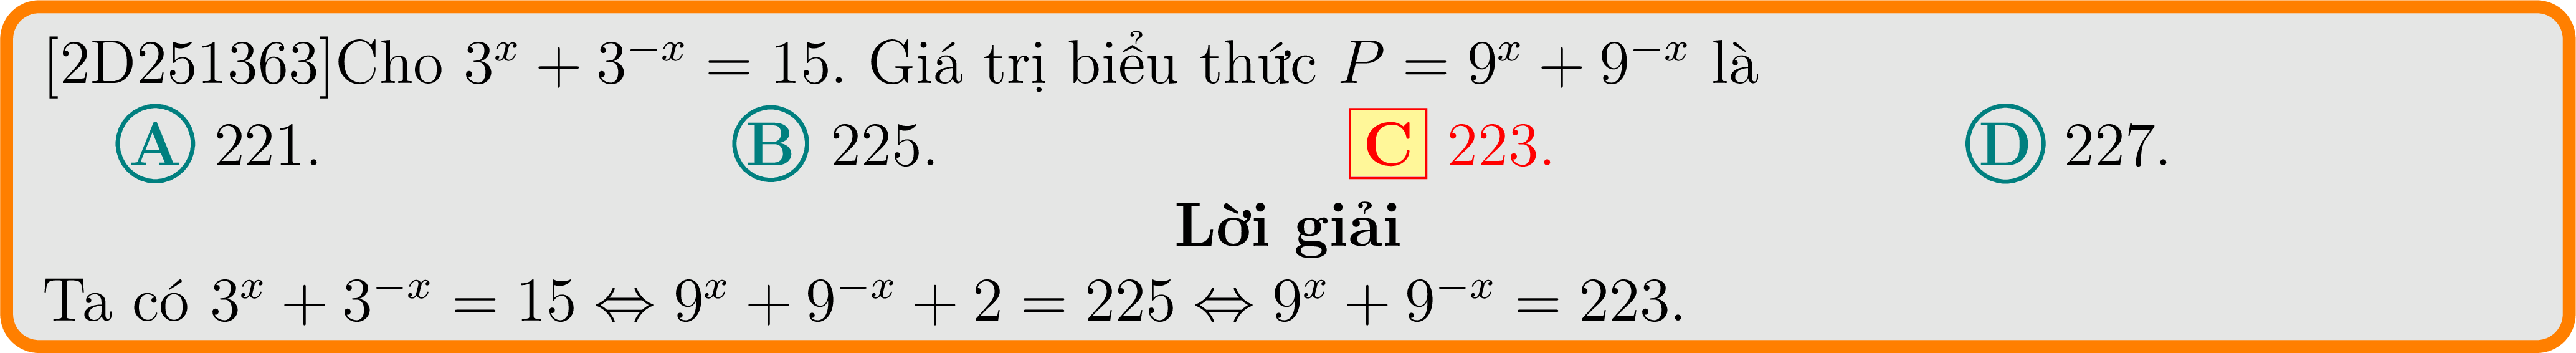 [2D251363]Cho $3^x + 3^{-x} = 15$. Giá trị biểu thức $P = 9^x + 9^{-x}$ là
A 221. B 225. C 223. D 227.
Lời giải
Ta có $3^x + 3^{-x} = 15 \Leftrightarrow 9^x + 9^{-x} + 2 = 225 \Leftrightarrow 9^x + 9^{-x} = 223$.